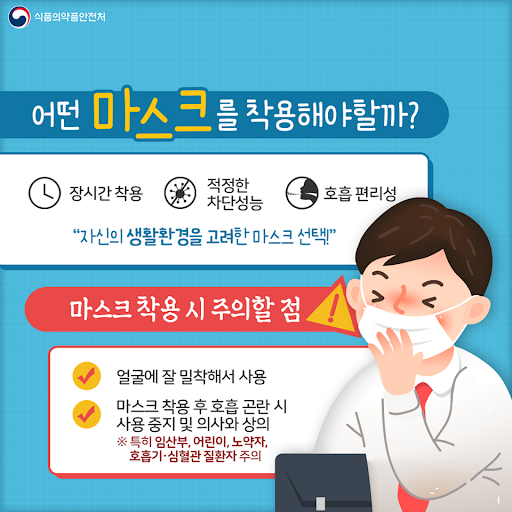 식품의약품안전처
어떤 마스크를 착용해야할까?
장시간 착용
적정한
차단성능
호흡 편리성
“자신의 생활환경을 고려한 마스크 선택!”
마스크 착용 시 주의할 점
얼굴에 잘 밀착해서 사용
마스크 착용 후 호흡 곤란 시
사용 중지 및 의사와 상의
※ 특히 임산부, 어린이, 노약자,
호흡기·심혈관 질환자 주의